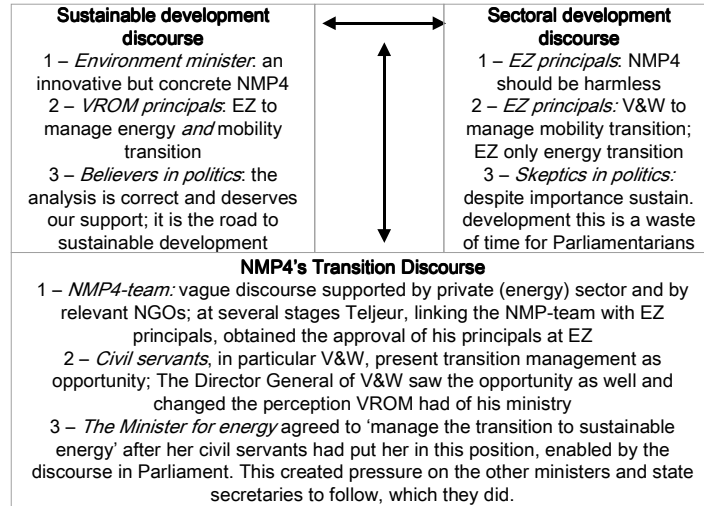 Sustainable development
discourse
1 – Environment minister: an
innovative but concrete NMP4
2 – VROM principals: EZ to
manage energy and mobility
transition
3 – Believers in politics: the
analysis is correct and deserves
our support; it is the road to
sustainable development
Sectoral development
discourse
1 – EZ principals: NMP4
should be harmless
2 – EZ principals: V&W to
manage mobility transition;
EZ only energy transition
3 – Skeptics in politics:
despite importance sustain.
development this is a waste
of time for Parliamentarians
NMP4's Transition Discourse
1 – NMP4-team: vague discourse supported by private (energy) sector and by
relevant NGOs; at several stages Teljeur, linking the NMP-team with EZ
principals, obtained the approval of his principals at EZ
2 – Civil servants, in particular V&W, present transition management as
opportunity; The Director General of V&W saw the opportunity as well and
changed the perception VROM had of his ministry
3 – The Minister for energy agreed to 'manage the transition to sustainable
energy' after her civil servants had put her in this position, enabled by the
discourse in Parliament. This created pressure on the other ministers and state
secretaries to follow, which they did.